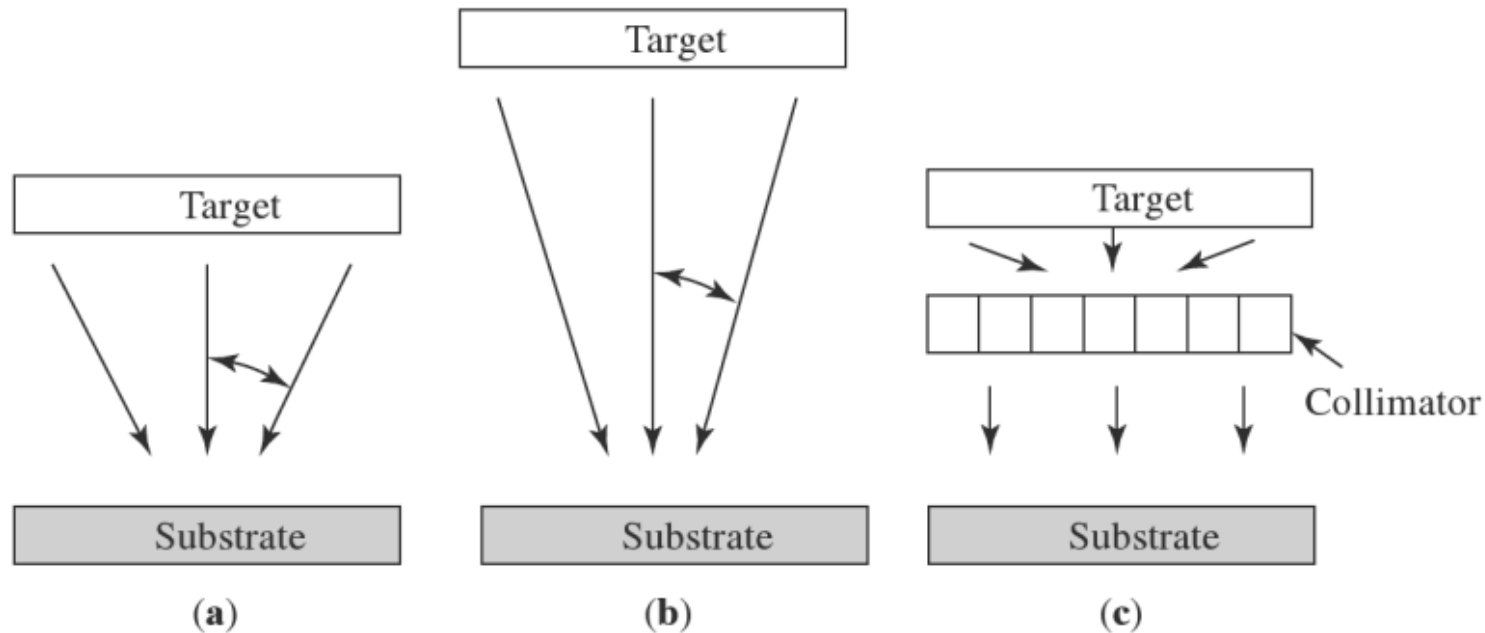 Target
Substrate
(a)
Target
Substrate
(b)
Target
Collimator
Substrate
(c)